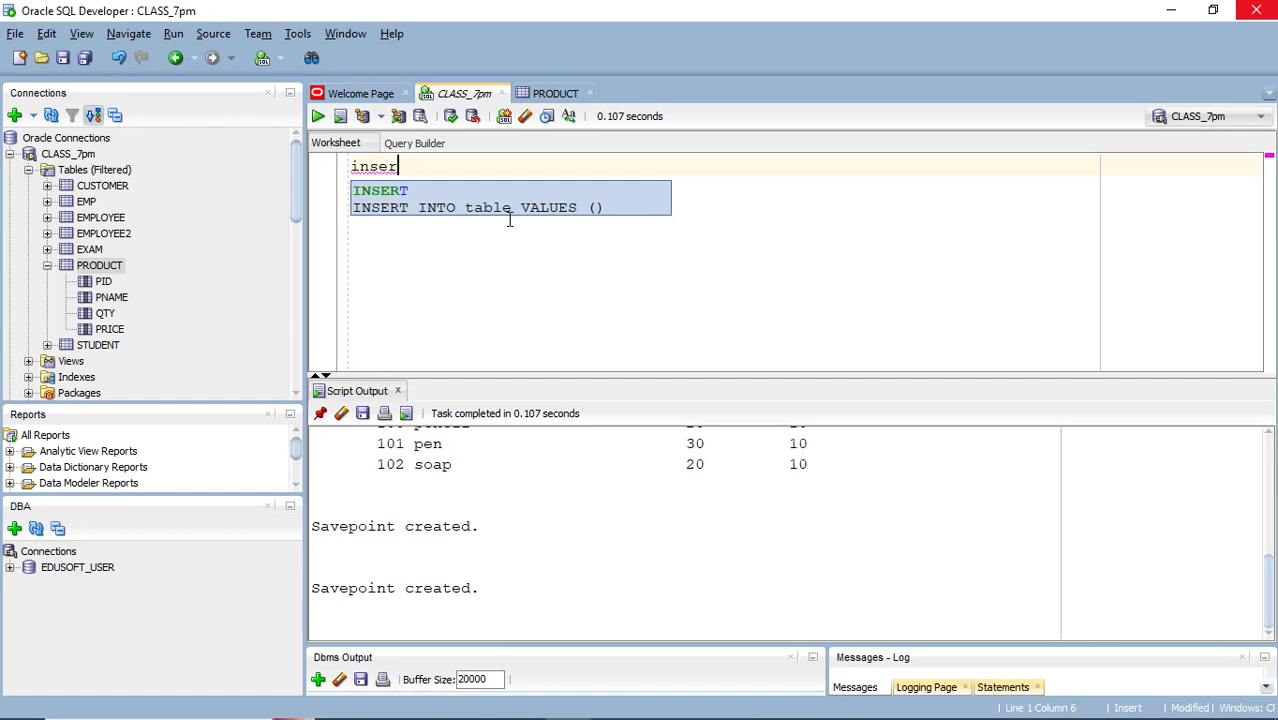 Oracle SQL Developer : CLASS_7pm
File Edit View Navigate Run Source Team Tools Window Help
Connections
Oracle Connections
CLASS_7pm
Tables (Filtered)
CUSTOMER
EMP
EMPLOYEE
EMPLOYEE2
EXAM
PRODUCT
PID
PNAME
QTY
PRICE
STUDENT
Views
Indexes
Packages
Reports
All Reports
Analytic View Reports
Data Dictionary Reports
Data Modeler Reports
DBA
Connections
EDUSOFT_USER
Welcome Page CLASS_7pm PRODUCT
0.107 seconds CLASS_7pm
Worksheet Query Builder
inser
INSERT
INSERT INTO table VALUES ()
Script Output
Task completed in 0.107 seconds
101 pen 30 10
102 soap 20 10
Savepoint created.
Savepoint created.
Dbms Output
Buffer Size: 20000
Messages - Log
Messages Logging Page Statements
Line 1 Column 6 Insert Modified Windows: CF